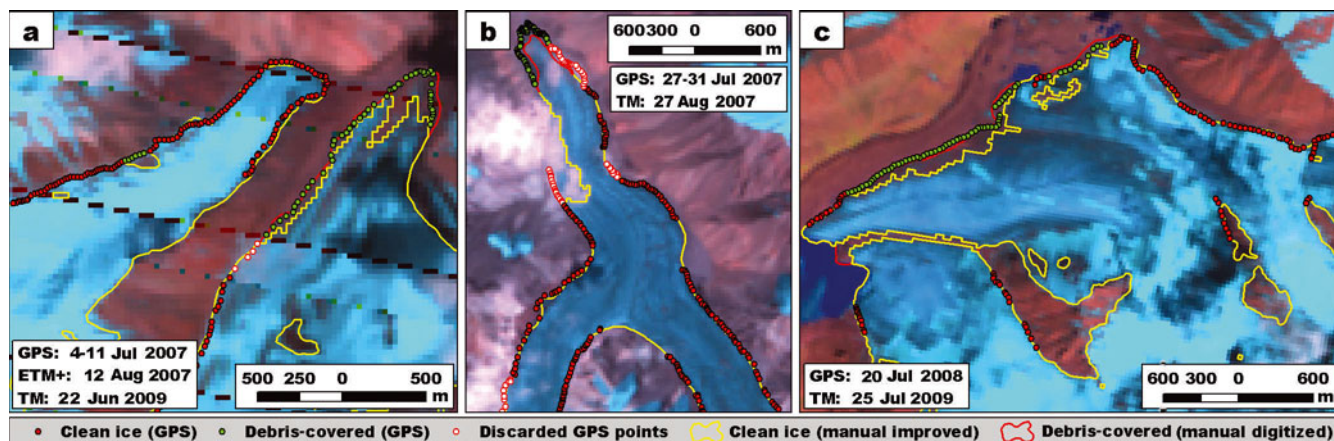 a
GPS: 4-11 Jul 2007
ETM+: 12 Aug 2007
TM: 22 Jun 2009
500 250 0 500
m
b
600 300 0 600
m
GPS: 27-31 Jul 2007
TM: 27 Aug 2007
c
GPS: 20 Jul 2008
TM: 25 Jul 2009
600 300 0 600
m
Clean ice (GPS) Debris-covered (GPS) Discarded GPS points Clean ice (manual improved) Debris-covered (manual digitized)